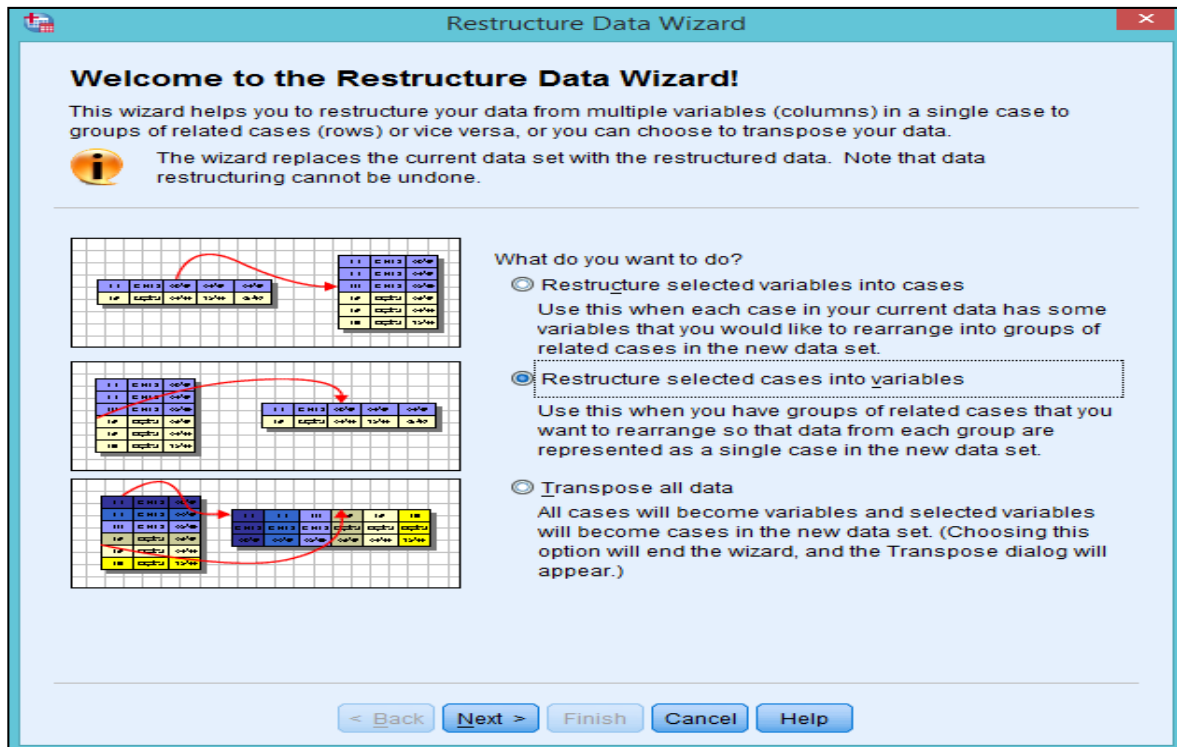 Restructure Data Wizard
Welcome to the Restructure Data Wizard!
This wizard helps you to restructure your data from multiple variables (columns) in a single case to
groups of related cases (rows) or vice versa, or you can choose to transpose your data.
The wizard replaces the current data set with the restructured data. Note that data
restructuring cannot be undone.
What do you want to do?
Restructure selected variables into cases
Use this when each case in your current data has some
variables that you would like to rearrange into groups of
related cases in the new data set.
Restructure selected cases into variables
Use this when you have groups of related cases that you
want to rearrange so that data from each group are
represented as a single case in the new data set.
Transpose all data
All cases will become variables and selected variables
will become cases in the new data set. (Choosing this
option will end the wizard, and the Transpose dialog will
appear.)
< Back Next > Finish Cancel Help